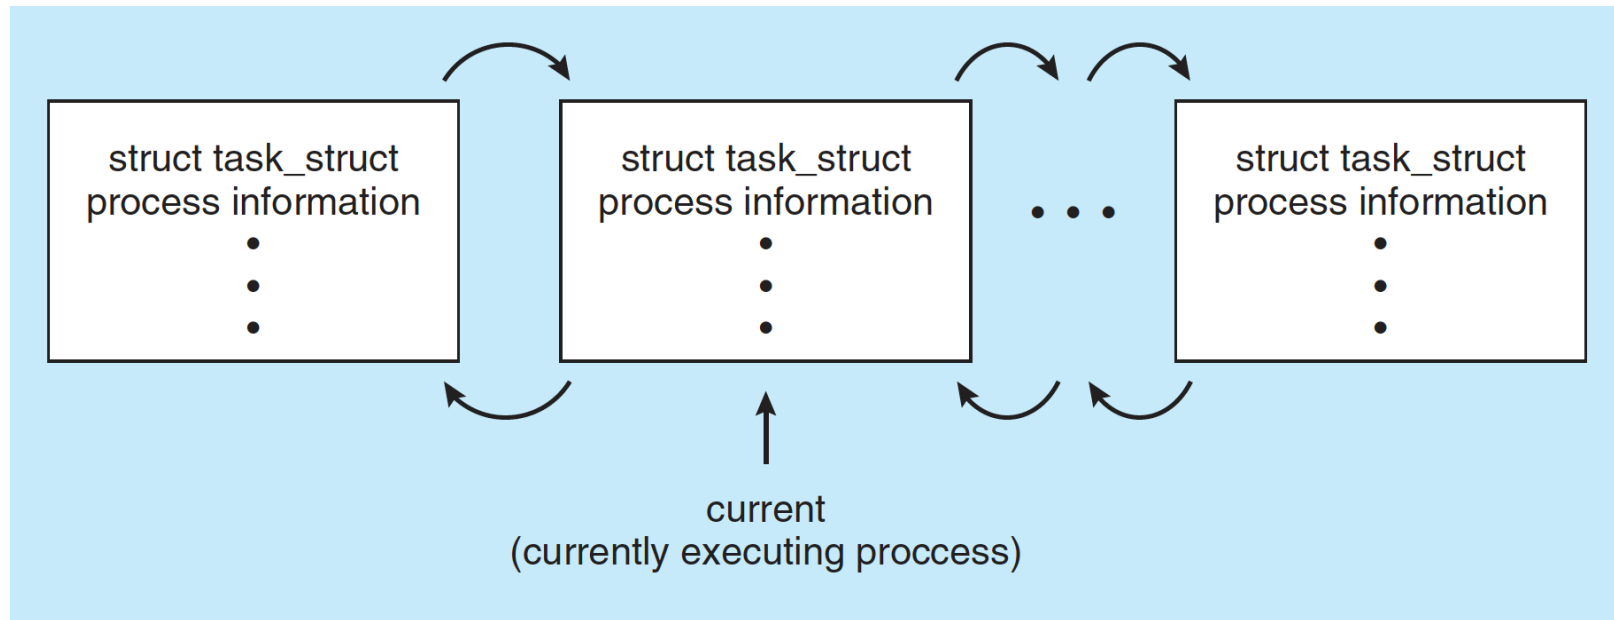 struct task_struct
process information
struct task_struct
process information
struct task_struct
process information
current
(currently executing proccess)